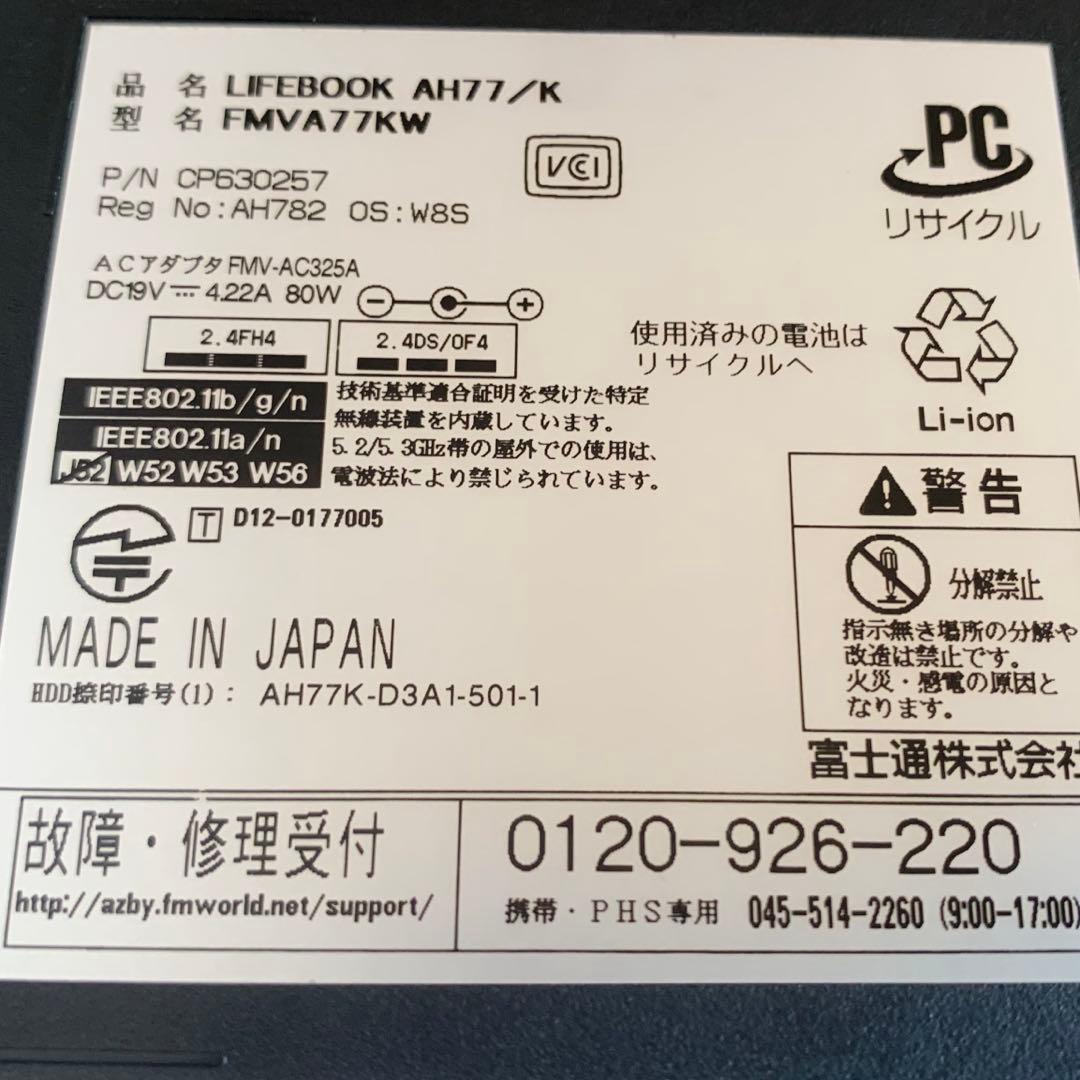 品 名 LIFEBOOK AH77/K
型 名 FMVA77KW
VCI
PC
リサイクル
P/N CP630257
Reg No:AH782 OS:W8S
ACアダプタ FMV-AC325A
DC19V 4.22A 80W
2.4FH4
2.4DS/OF4
使用済みの電池は
リサイクルへ
Li-ion
IEEE802.11b/g/n
IEEE802.11a/n
J52 W52 W53 W56
技術基準適合証明を受けた特定
無線装置を内蔵しています。
5.2/5.3GHz帯の屋外での使用は、
電波法により禁じられています。
T D12-0177005
警告
分解禁止
指示無き場所の分解や
改造は禁止です。
火災・感電の原因と
なります。
MADE IN JAPAN
HDD捺印番号(1): AH77K-D3A1-501-1
富士通株式会社
故障・修理受付
http://azby.fmworld.net/support/
0120-926-220
携帯・PHS専用 045-514-2260 (9:00-17:00)